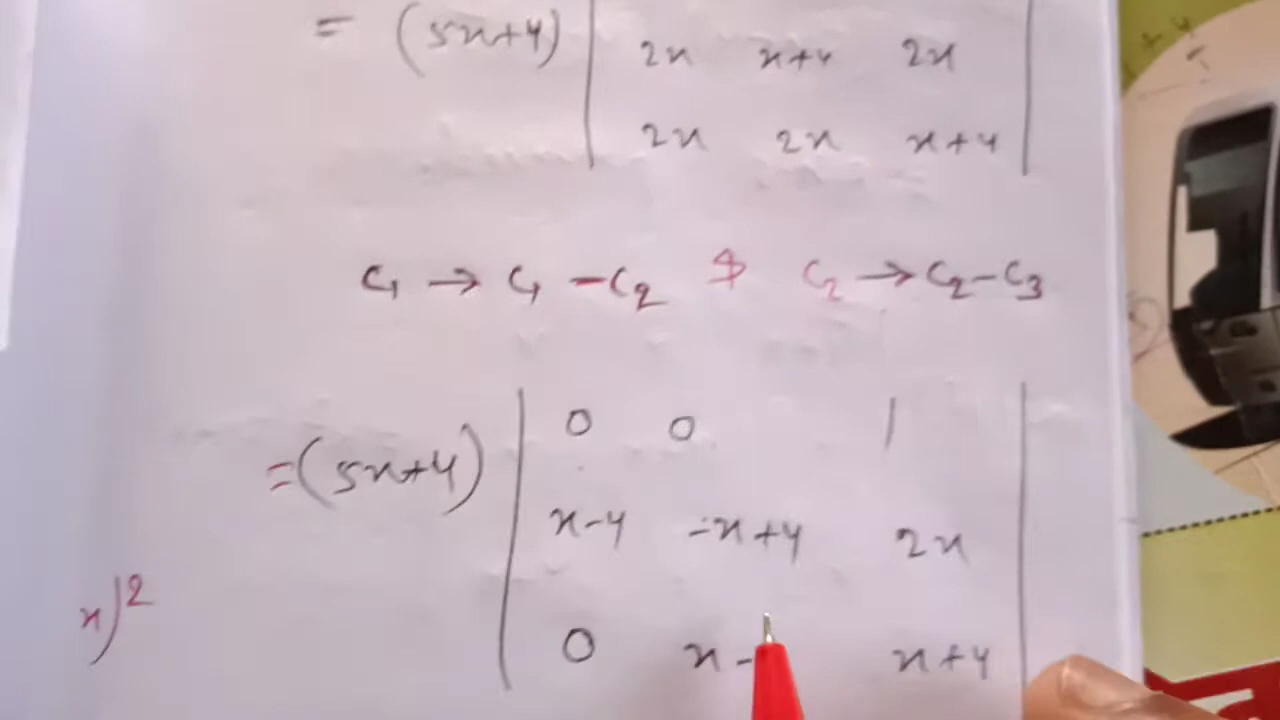 = (5x+4) | 2x x+4 2x |
2x 2x x+4
C1 → C1 - C2 $ C2 → C2 - C3
= (5x+4) | 0 0 1 |
x-4 -x+4 2x
x)2
0 x- x+4